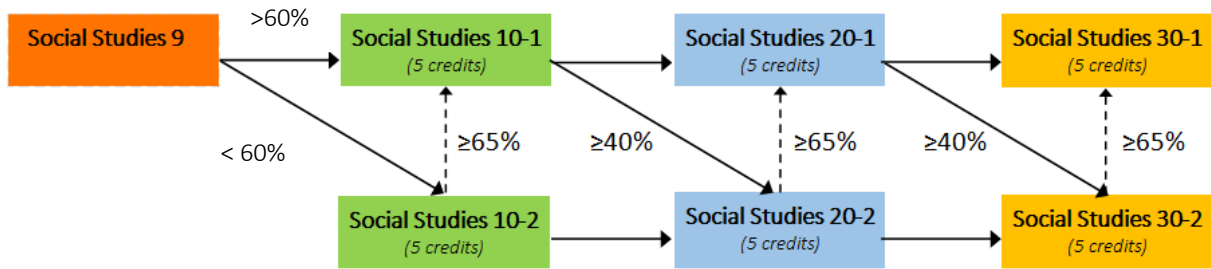 >60%
Social Studies 9
Social Studies 10-1
(5 credits)
Social Studies 20-1
(5 credits)
Social Studies 30-1
(5 credits)
< 60%
≥65%
≥40%
≥65%
≥40%
≥65%
Social Studies 10-2
(5 credits)
Social Studies 20-2
(5 credits)
Social Studies 30-2
(5 credits)